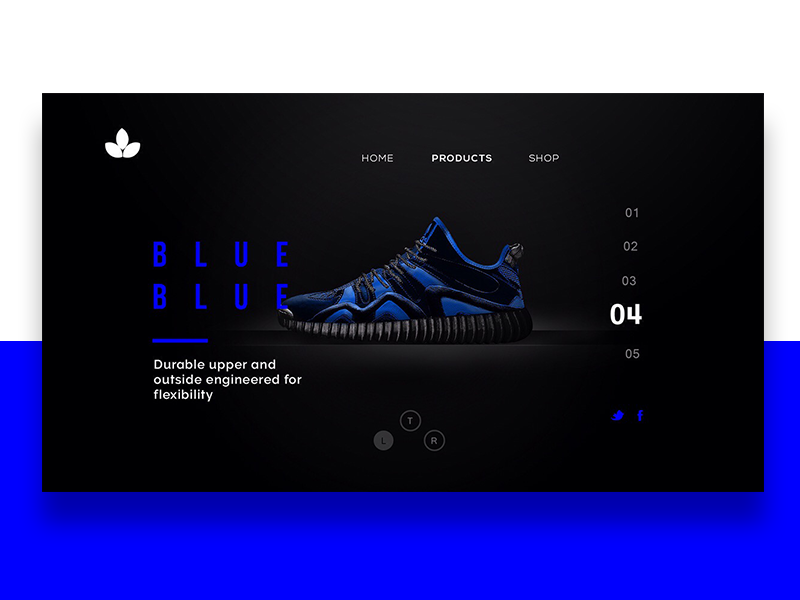 HOME PRODUCTS SHOP
01
02
03
04
05
BLUE
BLUE
Durable upper and
outside engineered for
flexibility
T
L
R